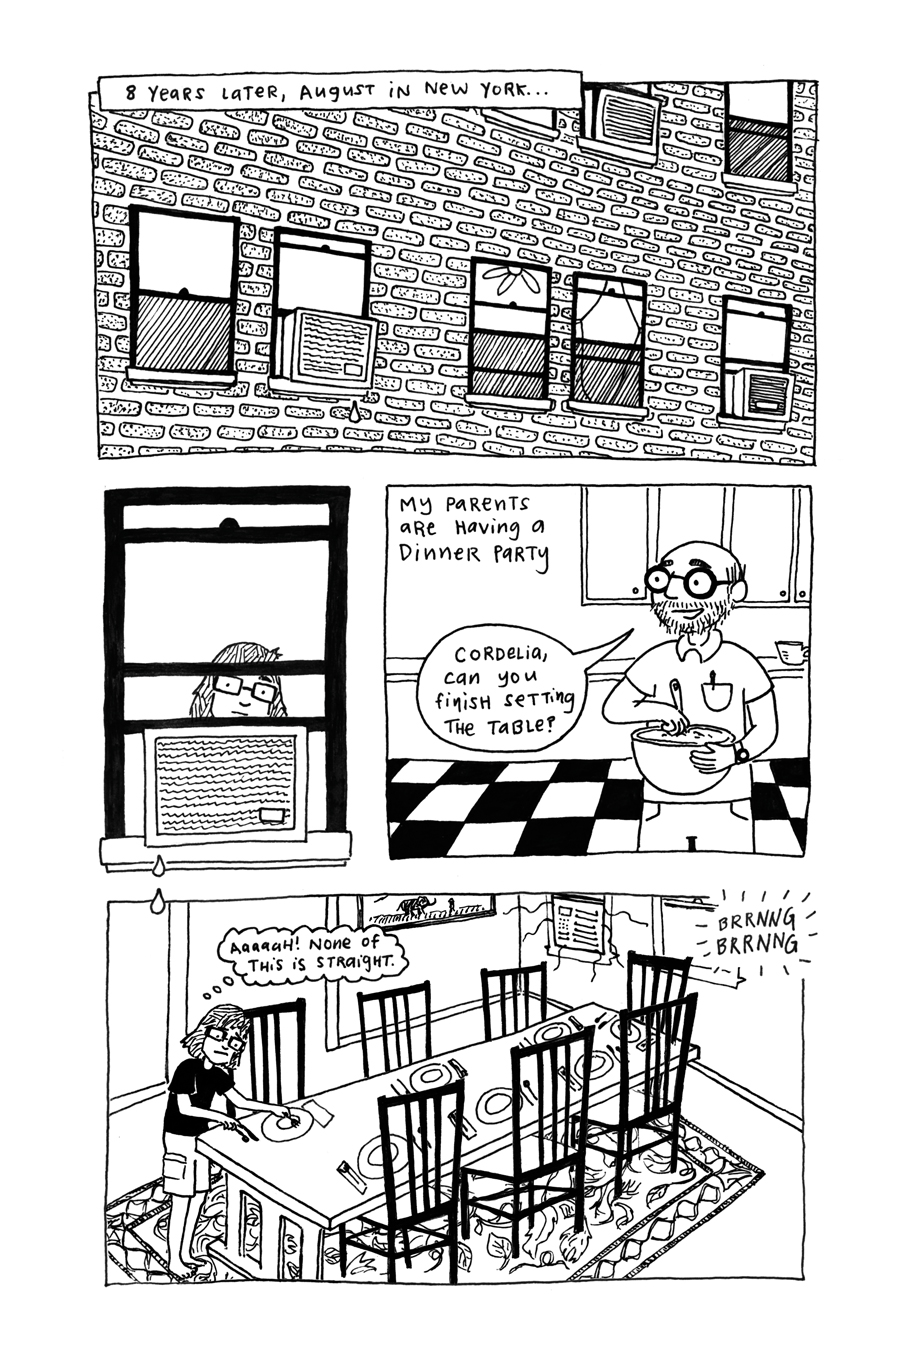 8 YEARS LATER, AUGUST IN NEW YORK...
MY PARENTS
ARE HAVING A
DINNER PARTY
CORDELIA,
CAN YOU
FINISH SETTING
THE TABLE?
AAAAAH! NONE OF
THIS IS STRAIGHT.
BRRNNG
BRRNNG